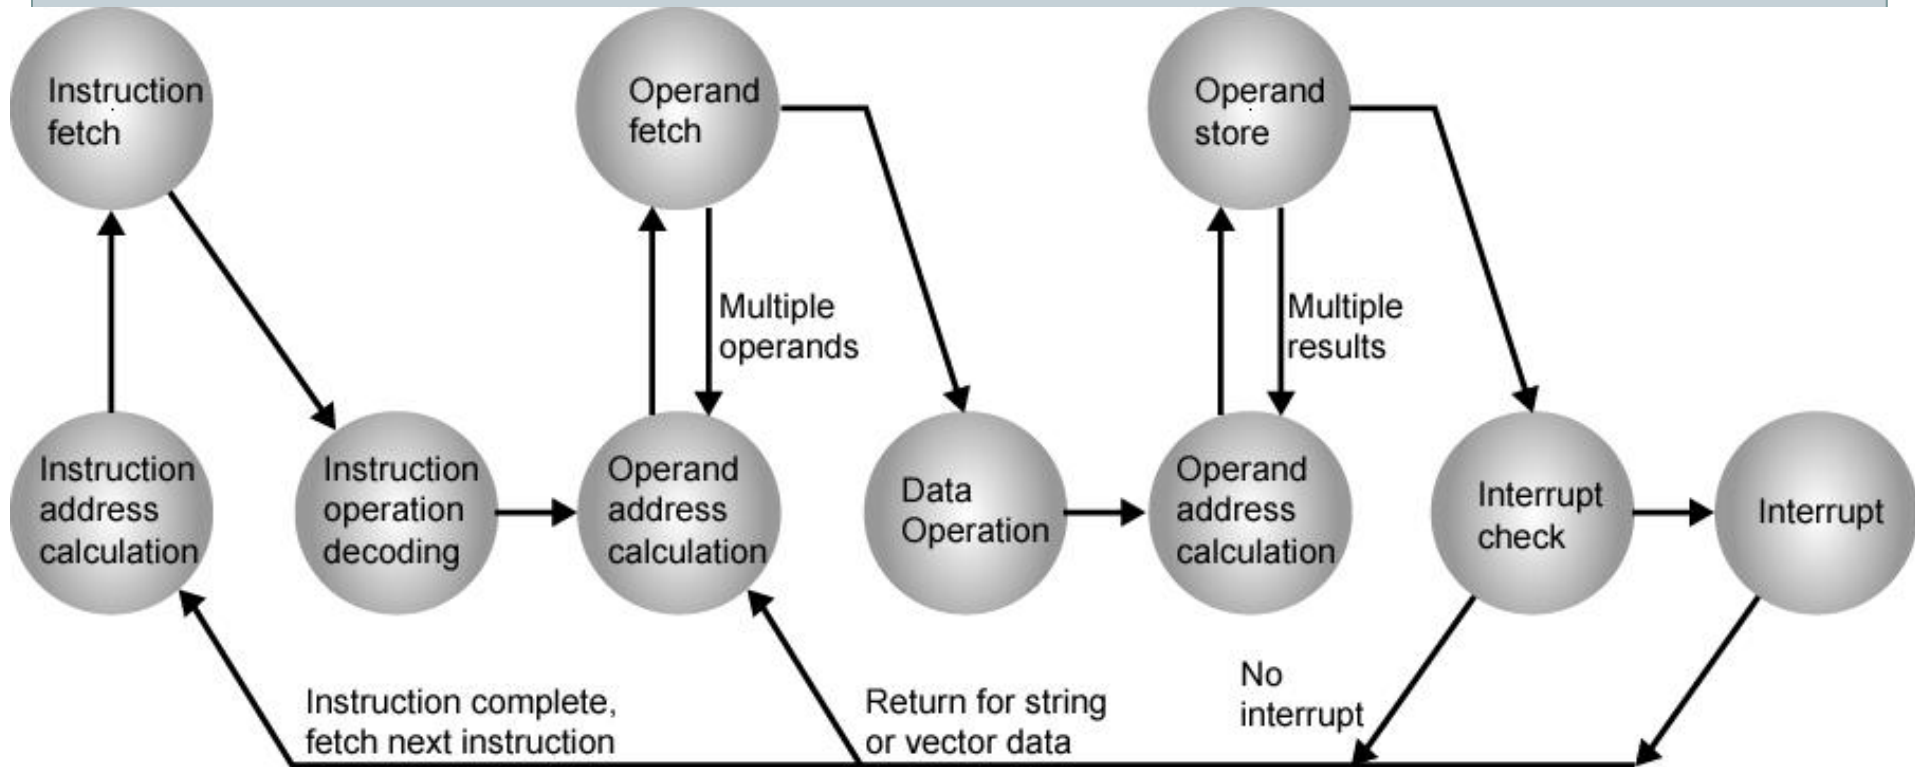 Instruction
fetch
Operand
fetch
Operand
store
Multiple
operands
Multiple
results
Instruction
address
calculation
Instruction
operation
decoding
Operand
address
calculation
Data
Operation
Operand
address
calculation
Interrupt
check
Interrupt
Instruction complete,
fetch next instruction
Return for string
or vector data
No
interrupt